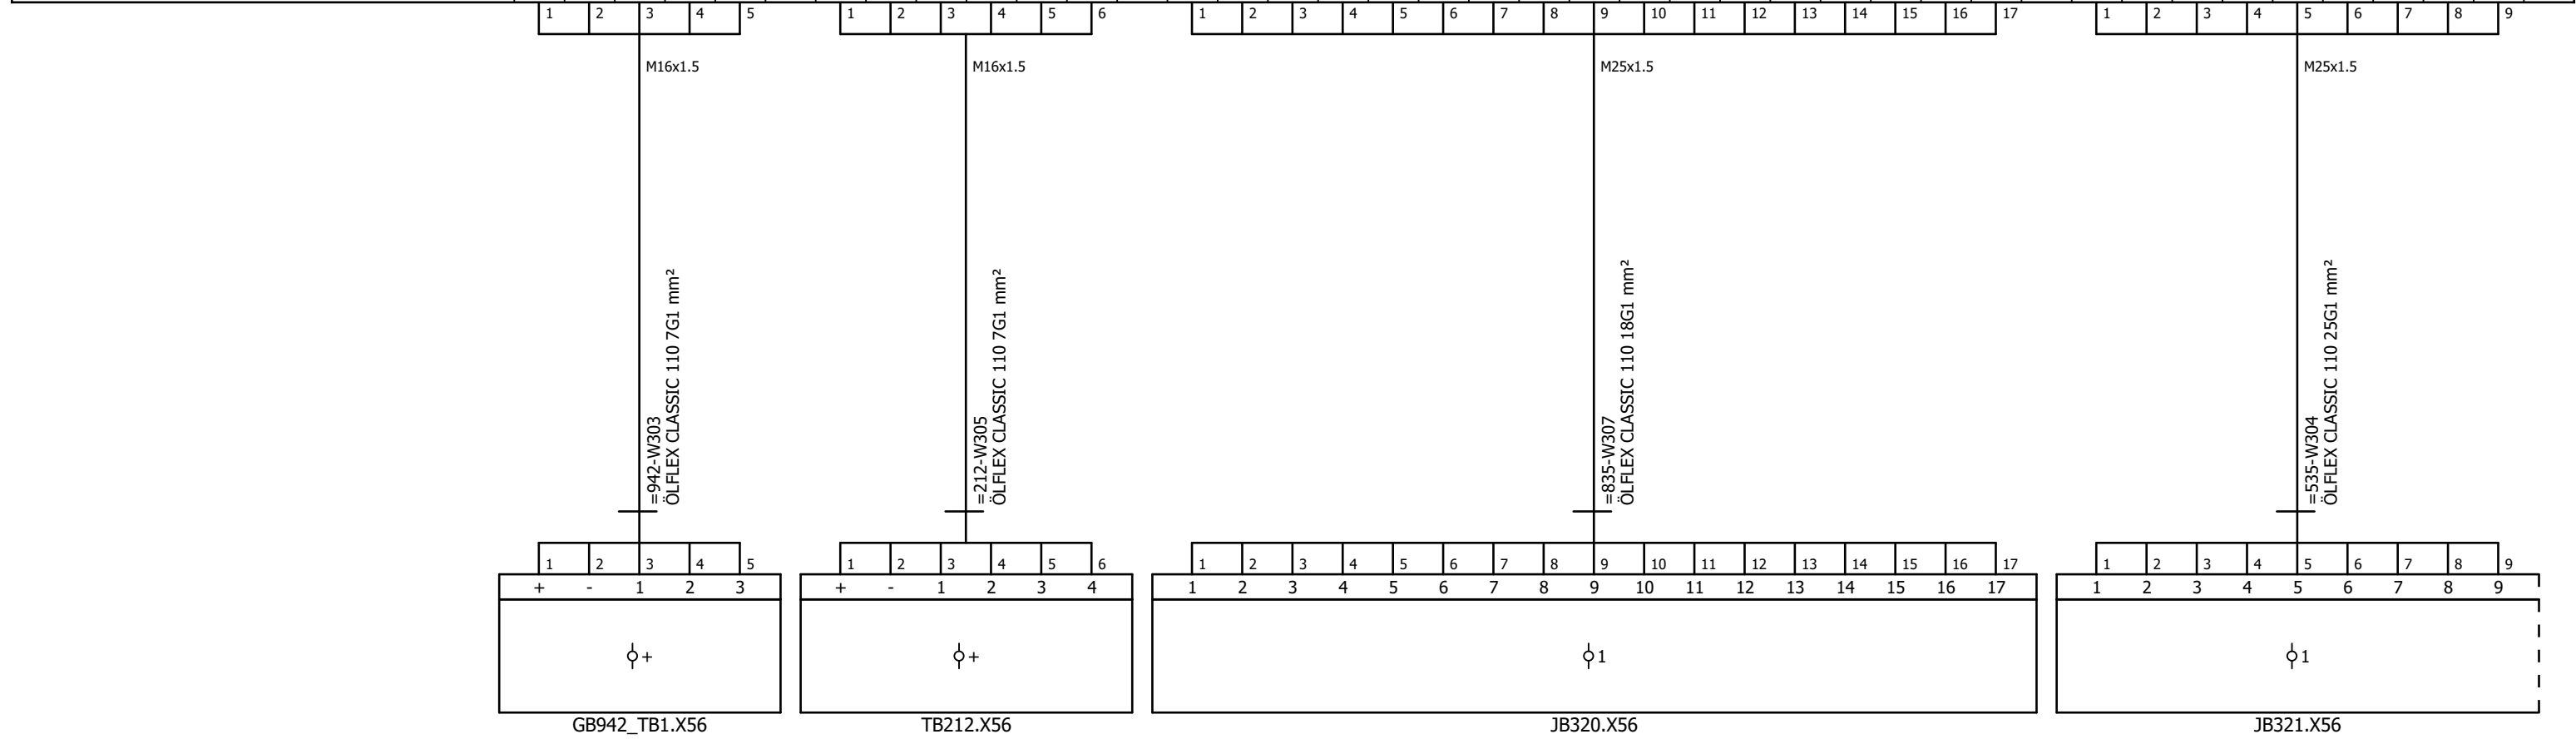 1 2 3 4 5 1 2 3 4 5 6 1 2 3 4 5 6 7 8 9 10 11 12 13 14 15 16 17 1 2 3 4 5 6 7 8 9
M16x1.5 M16x1.5 M25x1.5 M25x1.5
=942-W303
ÖLFLEX CLASSIC 110 7G1 mm²
=212-W305
ÖLFLEX CLASSIC 110 7G1 mm²
=835-W307
ÖLFLEX CLASSIC 110 18G1 mm²
=535-W304
ÖLFLEX CLASSIC 110 25G1 mm²
1 2 3 4 5 1 2 3 4 5 6 1 2 3 4 5 6 7 8 9 10 11 12 13 14 15 16 17 1 2 3 4 5 6 7 8 9
+ - 1 2 3 + - 1 2 3 4 1 2 3 4 5 6 7 8 9 10 11 12 13 14 15 16 17 1 2 3 4 5 6 7 8 9
+ + 1 1
GB942_TB1.X56 TB212.X56 JB320.X56 JB321.X56